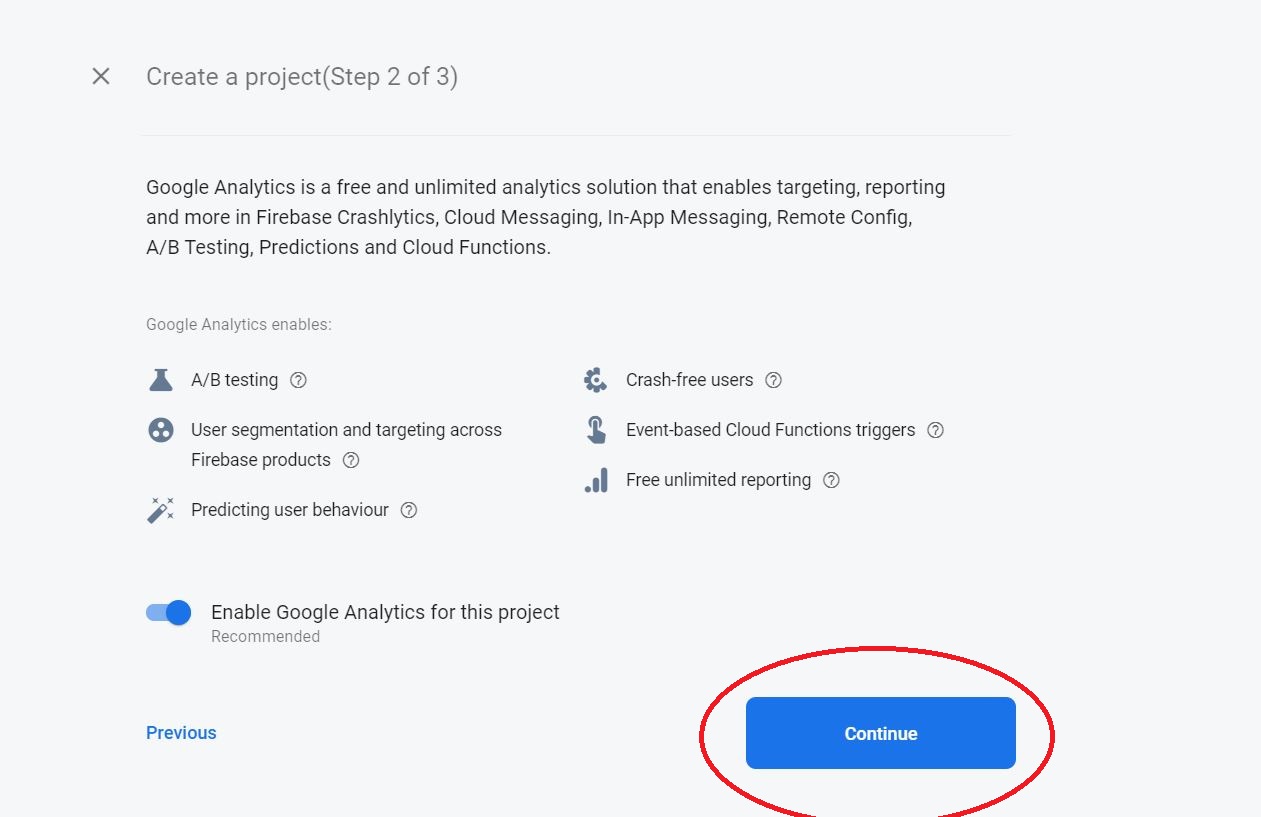 Create a project(Step 2 of 3)
Google Analytics is a free and unlimited analytics solution that enables targeting, reporting
and more in Firebase Crashlytics, Cloud Messaging, In-App Messaging, Remote Config,
A/B Testing, Predictions and Cloud Functions.
Google Analytics enables:
A/B testing
User segmentation and targeting across
Firebase products
Predicting user behaviour
Crash-free users
Event-based Cloud Functions triggers
Free unlimited reporting
Enable Google Analytics for this project
Recommended
Previous
Continue